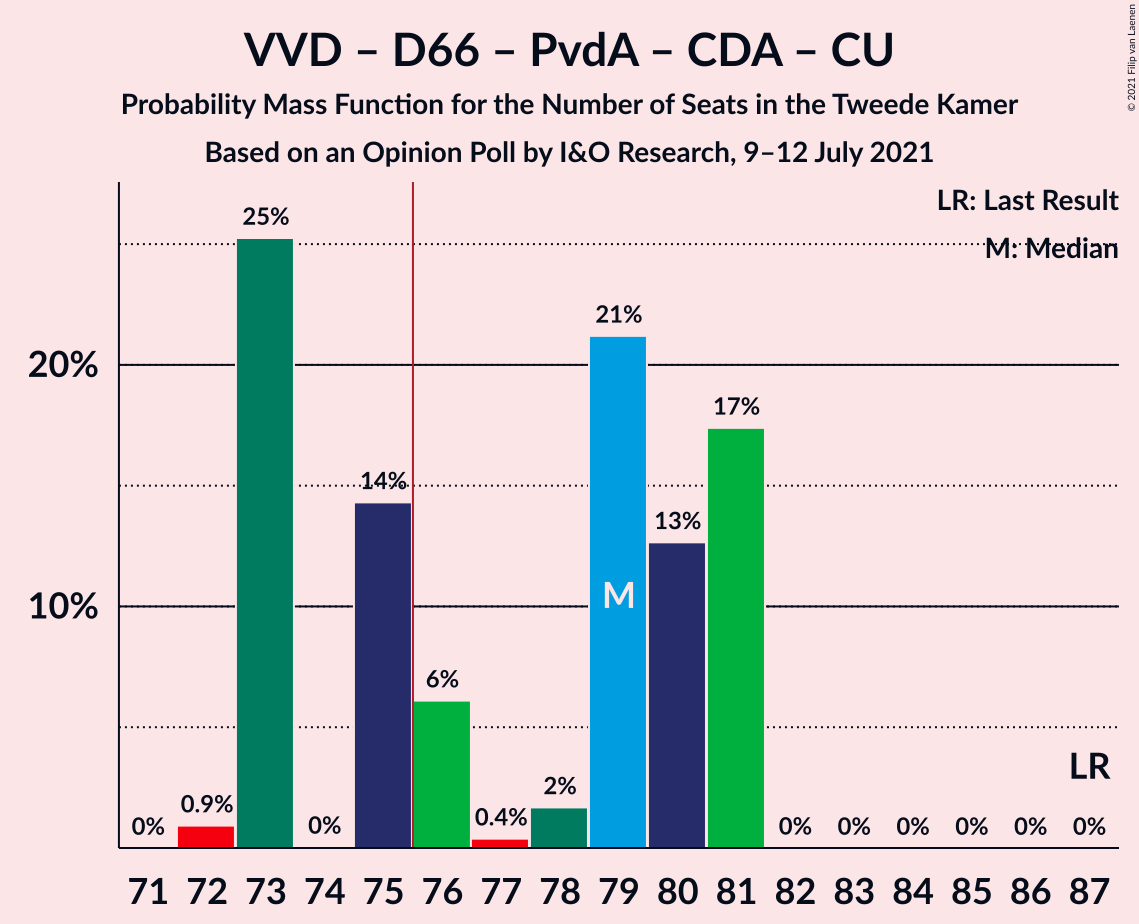 VVD – D66 – PvdA – CDA – CU
Probability Mass Function for the Number of Seats in the Tweede Kamer
Based on an Opinion Poll by I&O Research, 9–12 July 2021
© 2021 Filip van Laenen
LR: Last Result
M: Median
25%
21%
20%
17%
14%
13%
M
10%
6%
LR
2%
0.9%
0.4%
0% 0% 0% 0% 0% 0% 0% 0%
71 72 73 74 75 76 77 78 79 80 81 82 83 84 85 86 87